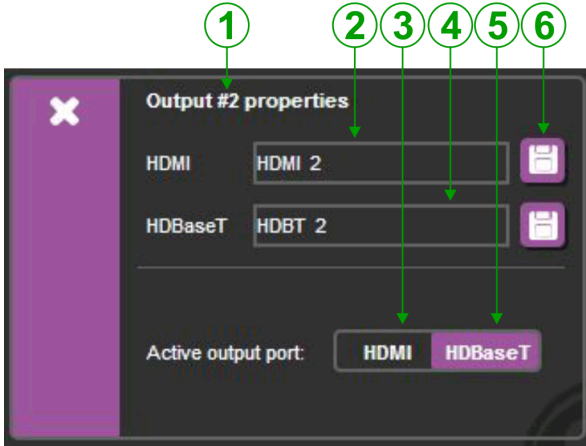 1 2 3 4 5 6
Output #2 properties
HDMI HDMI 2
HDBaseT HDBT 2
Active output port: HDMI HDBaseT